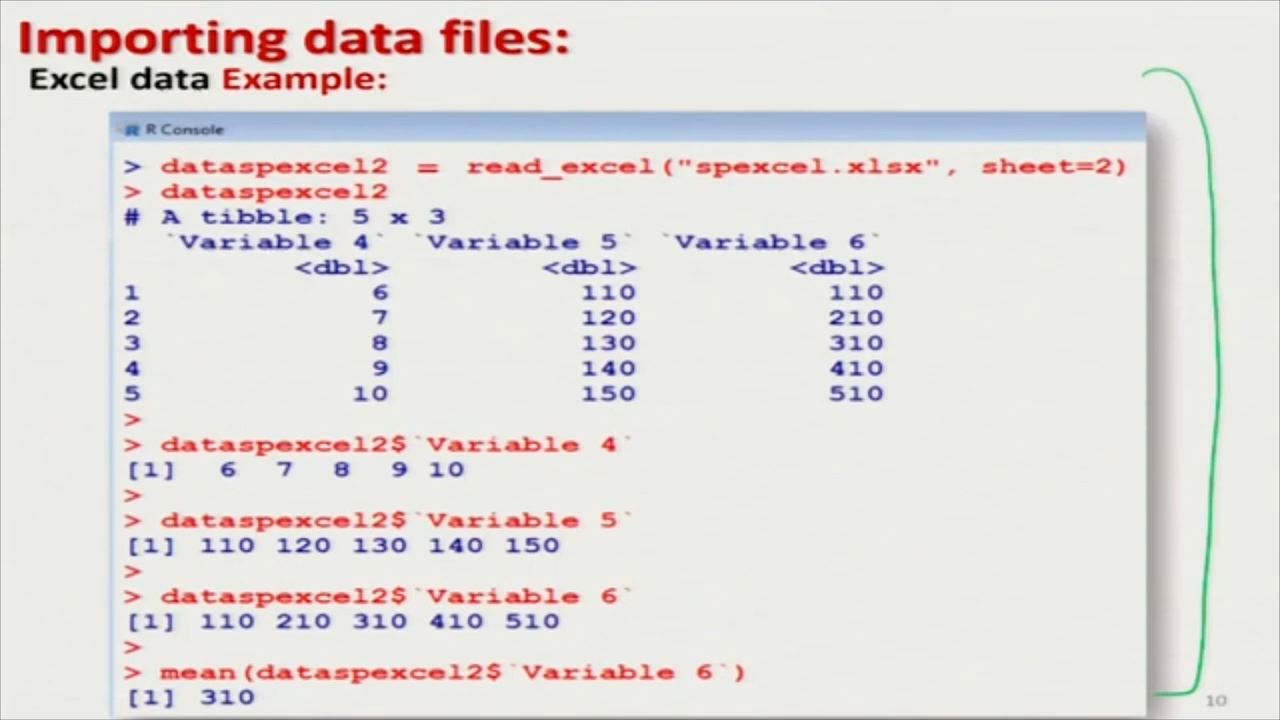 Importing data files:
Excel data Example:
R Console
> dataspexcel2 = read_excel("spexcel.xlsx", sheet=2)
> dataspexcel2
# A tibble: 5 x 3
`Variable 4` `Variable 5` `Variable 6`
<dbl> <dbl> <dbl>
1 6 110 110
2 7 120 210
3 8 130 310
4 9 140 410
5 10 150 510
>
> dataspexcel2$`Variable 4`
[1] 6 7 8 9 10
>
> dataspexcel2$`Variable 5`
[1] 110 120 130 140 150
>
> dataspexcel2$`Variable 6`
[1] 110 210 310 410 510
>
> mean(dataspexcel2$`Variable 6`)
[1] 310
10